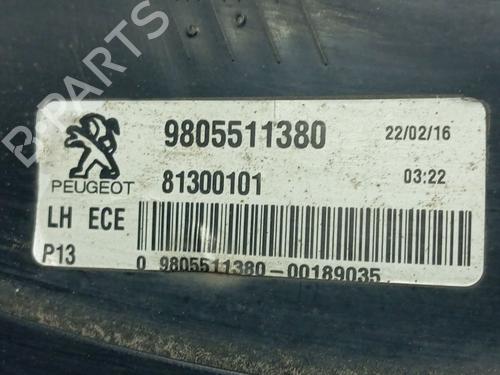 B-PARTS
9805511380 22/02/16
PEUGEOT 81300101 03:22
LH ECE
P13
0 9805511380-00189035